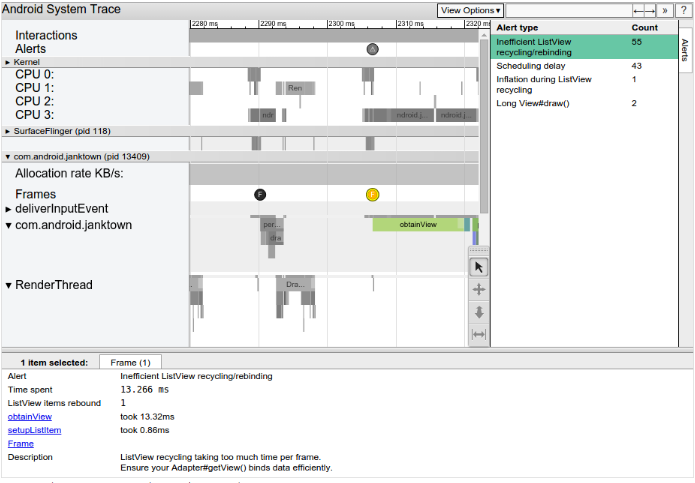 Android System Trace
View Options▾
←
→
»
?
2280 ms
2290 ms
2300 ms
2310 ms
2320 ms
Interactions
Alerts
▸ Kernel
CPU 0:
CPU 1:
Ren
CPU 2:
CPU 3:
ndr
ndroid.j...
ndroid.j...
▸ SurfaceFlinger (pid 118)
▾ com.android.janktown (pid 13409)
Allocation rate KB/s:
Frames
F
F
▸ deliverInputEvent
▾ com.android.janktown
per...
obtainView
dra
▾ RenderThread
.
Dra...
Alert type Count
Inefficient ListView 55
recycling/rebinding
Scheduling delay 43
Inflation during ListView 1
recycling
Long View#draw() 2
Alerts
1 item selected: Frame (1)
Alert Inefficient ListView recycling/rebinding
Time spent 13.266 ms
ListView items rebound 1
obtainView took 13.32ms
setupListItem took 0.86ms
Frame
Description ListView recycling taking too much time per frame.
Ensure your Adapter#getView() binds data efficiently.